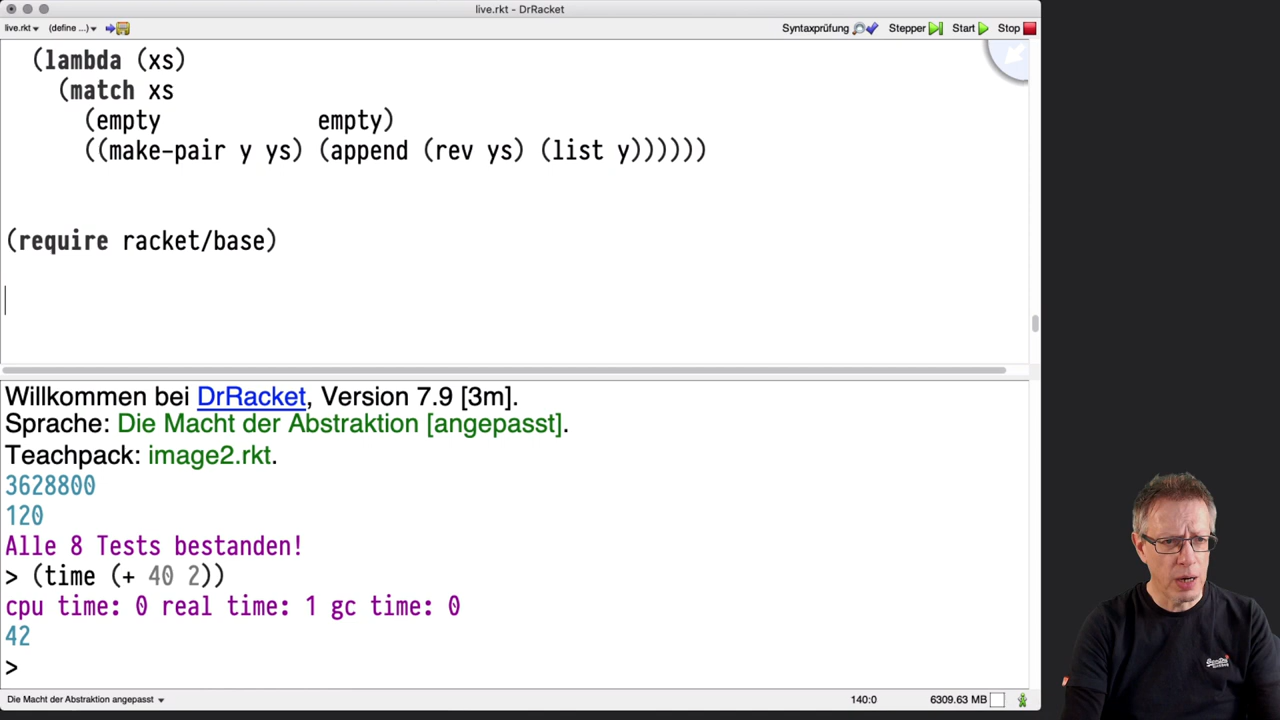 live.rkt - DrRacket
live.rkt (define ...) Syntaxprüfung Stepper Start Stop
(lambda (xs)
(match xs
(empty empty)
((make-pair y ys) (append (rev ys) (list y))))))
(require racket/base)
Willkommen bei DrRacket, Version 7.9 [3m].
Sprache: Die Macht der Abstraktion [angepasst].
Teachpack: image2.rkt.
3628800
120
Alle 8 Tests bestanden!
> (time (+ 40 2))
cpu time: 0 real time: 1 gc time: 0
42
>
Die Macht der Abstraktion angepasst 140:0 6309.63 MB